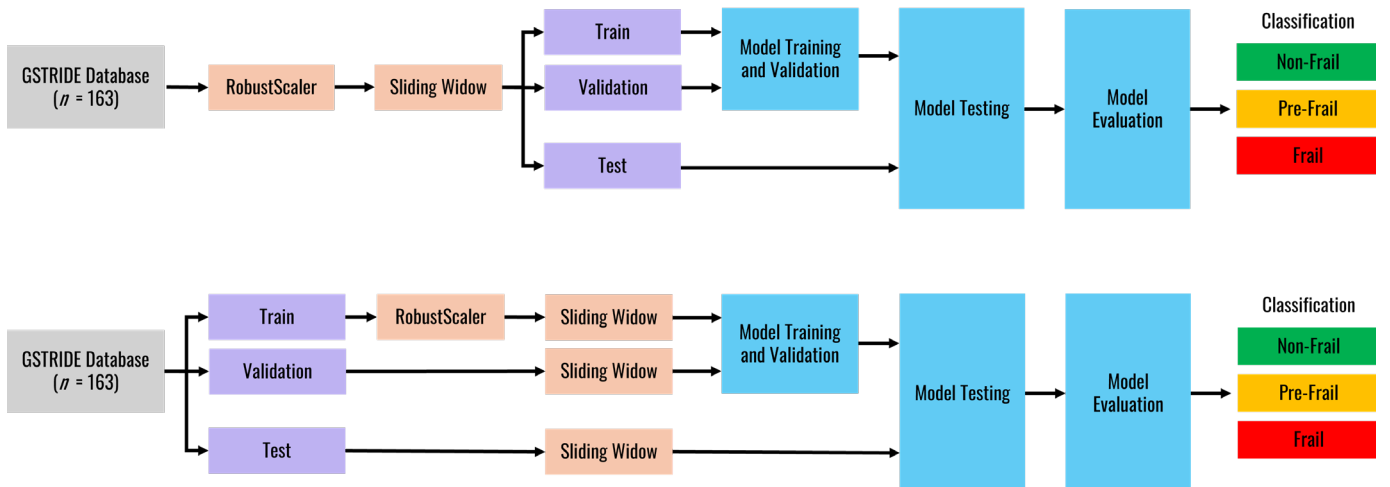 GSTRIDE Database
(n = 163)
RobustScaler
Sliding Widow
Train
Validation
Test
Model Training
and Validation
Model Testing
Model
Evaluation
Classification
Non-Frail
Pre-Frail
Frail
GSTRIDE Database
(n = 163)
Train
Validation
Test
RobustScaler
Sliding Widow
Sliding Widow
Sliding Widow
Model Training
and Validation
Model Testing
Model
Evaluation
Classification
Non-Frail
Pre-Frail
Frail